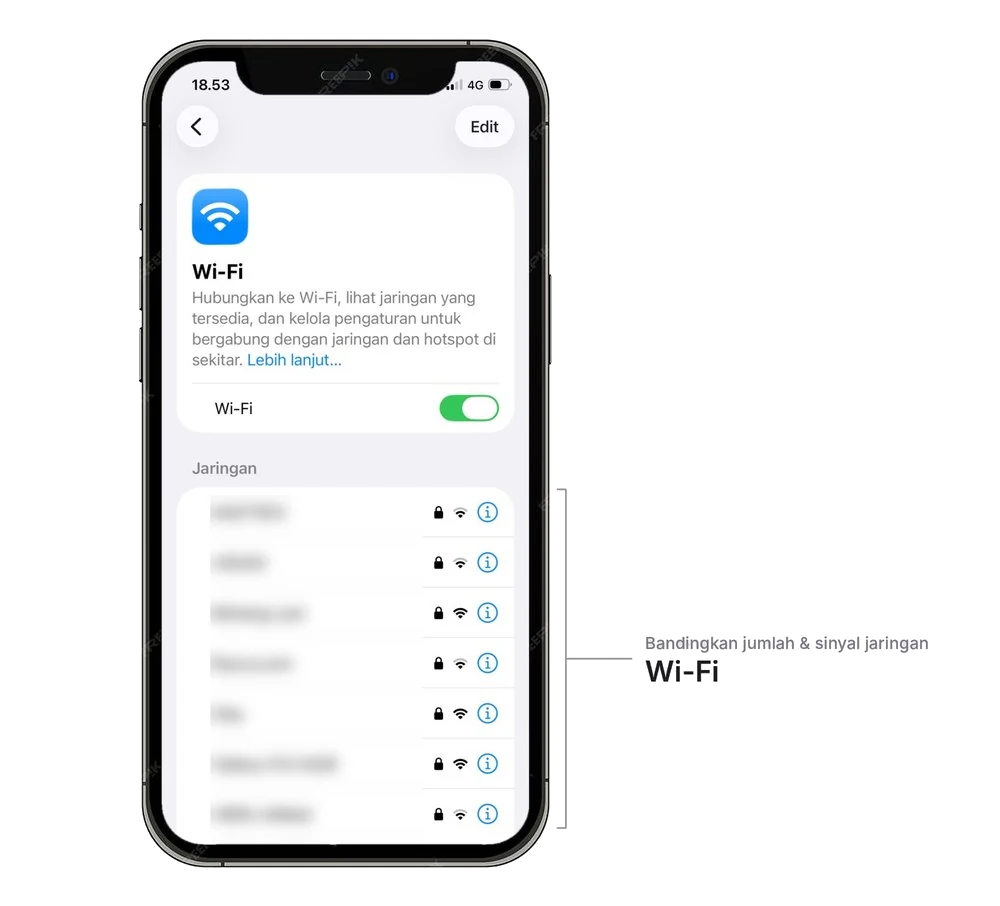 18.53
4G
Edit
Wi-Fi
Hubungkan ke Wi-Fi, lihat jaringan yang
tersedia, dan kelola pengaturan untuk
bergabung dengan jaringan dan hotspot di
sekitar. Lebih lanjut...
Wi-Fi
Jaringan
Bandingkan jumlah & sinyal jaringan
Wi-Fi